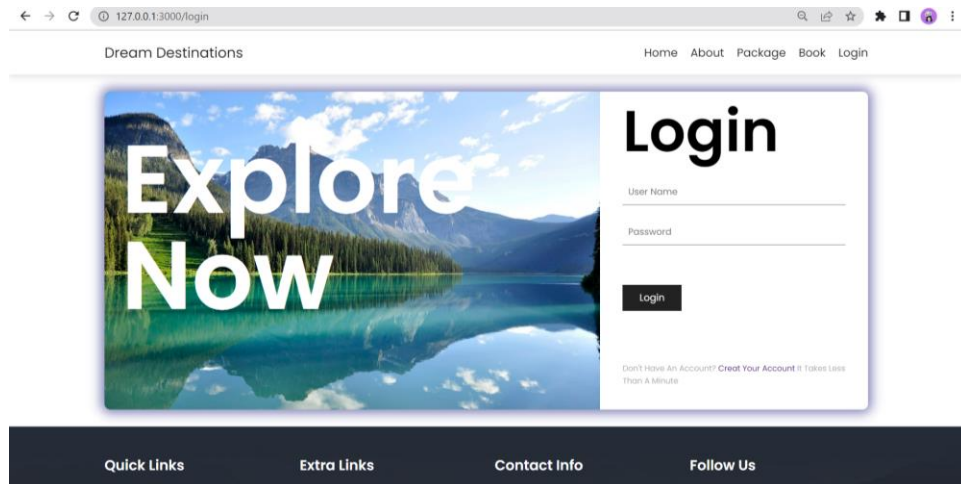 127.0.0.1:3000/login
Dream Destinations
Home About Package Book Login
Explore
Now
Login
User Name
Password
Login
Don't Have An Account? Creat Your Account It Takes Less
Than A Minute
Quick Links Extra Links Contact Info Follow Us